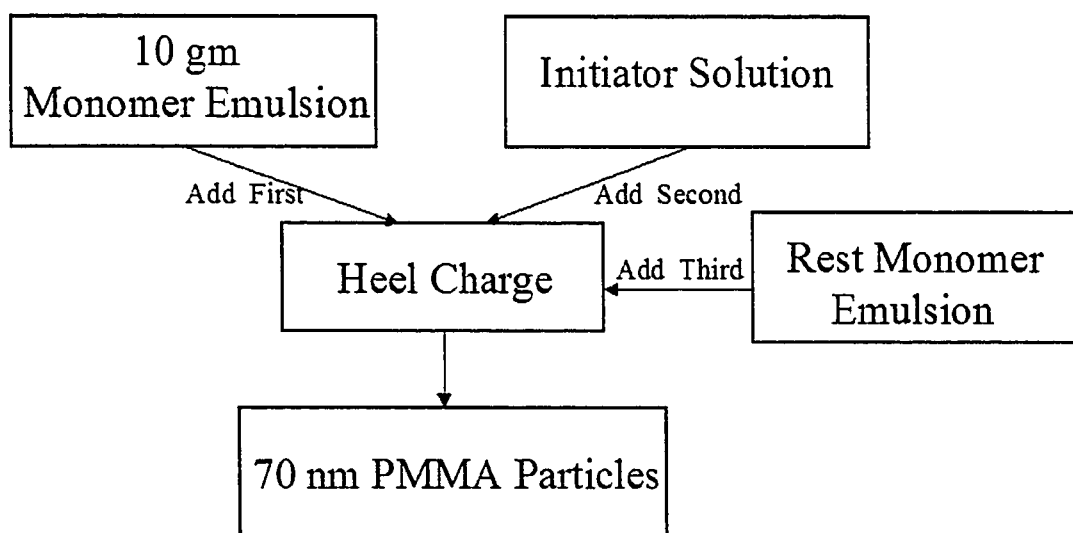 10 gm
Monomer Emulsion
Initiator Solution
Add First
Add Second
Heel Charge
Add Third
Rest Monomer
Emulsion
70 nm PMMA Particles